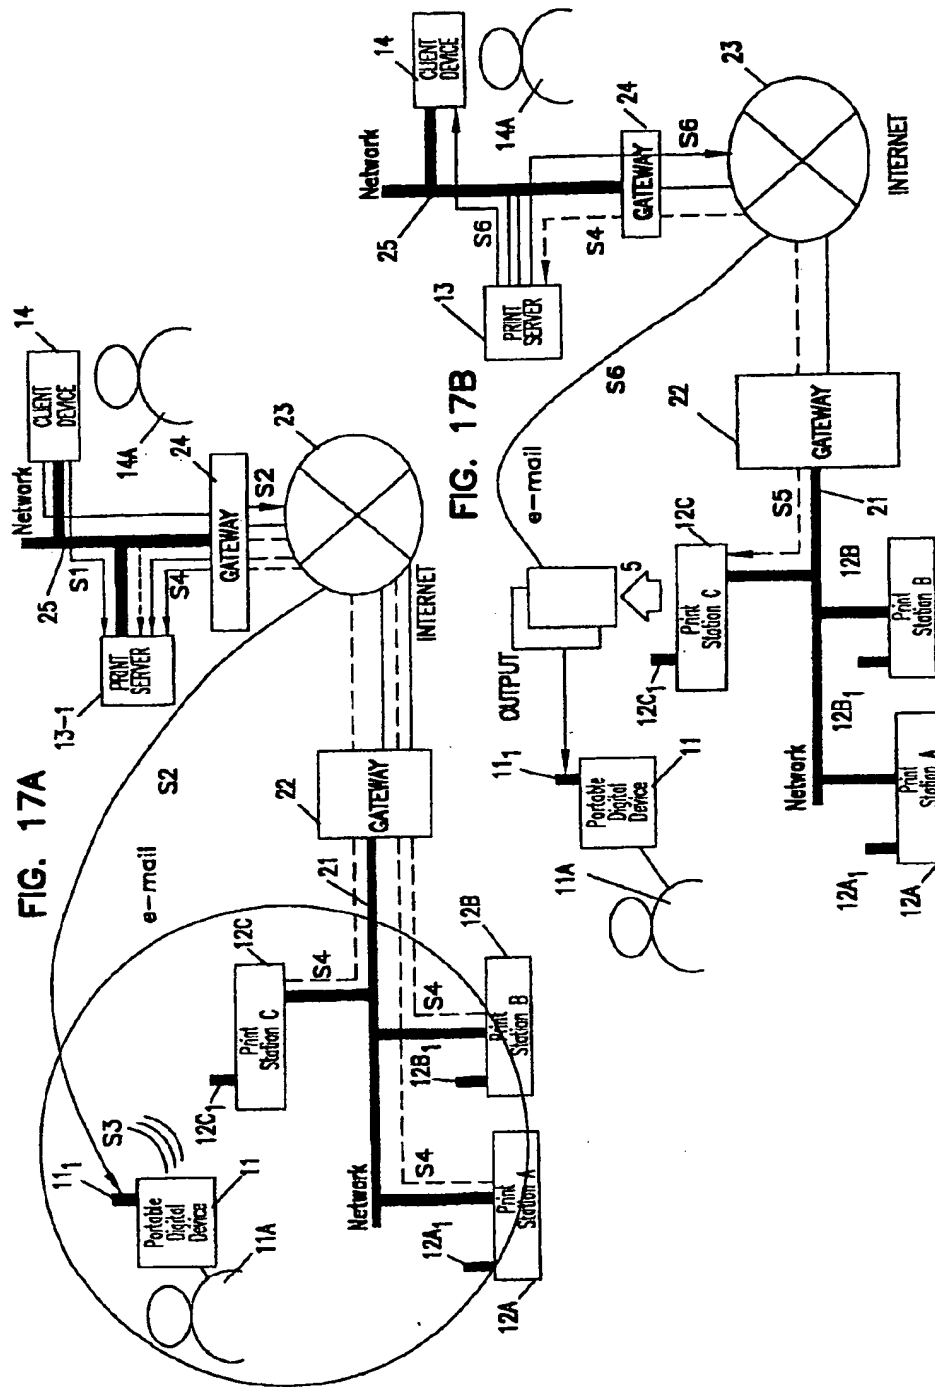 FIG. 17A
11₁
S3
Portable
Digital
Device
11
11A
S2
e-mail
13-1
PRINT
SERVER
S1
25
Network
CLIENT
DEVICE
14
14A
S4
24
GATEWAY
S2
23
INTERNET
22
GATEWAY
21
12C
S4
Print
Station C
12C₁
Network
S4
12A₁
Print
Station A
12A
12B₁
S4
Print
Station B
12B
FIG. 17B
S6
e-mail
13
PRINT
SERVER
S6
25
Network
CLIENT
DEVICE
14
14A
S4
24
GATEWAY
S6
23
INTERNET
22
GATEWAY
21
S5
12C
Print
Station C
12C₁
5
OUTPUT
11₁
Portable
Digital
Device
11
11A
Network
12A₁
Print
Station A
12A
12B
12B₁
Print
Station B